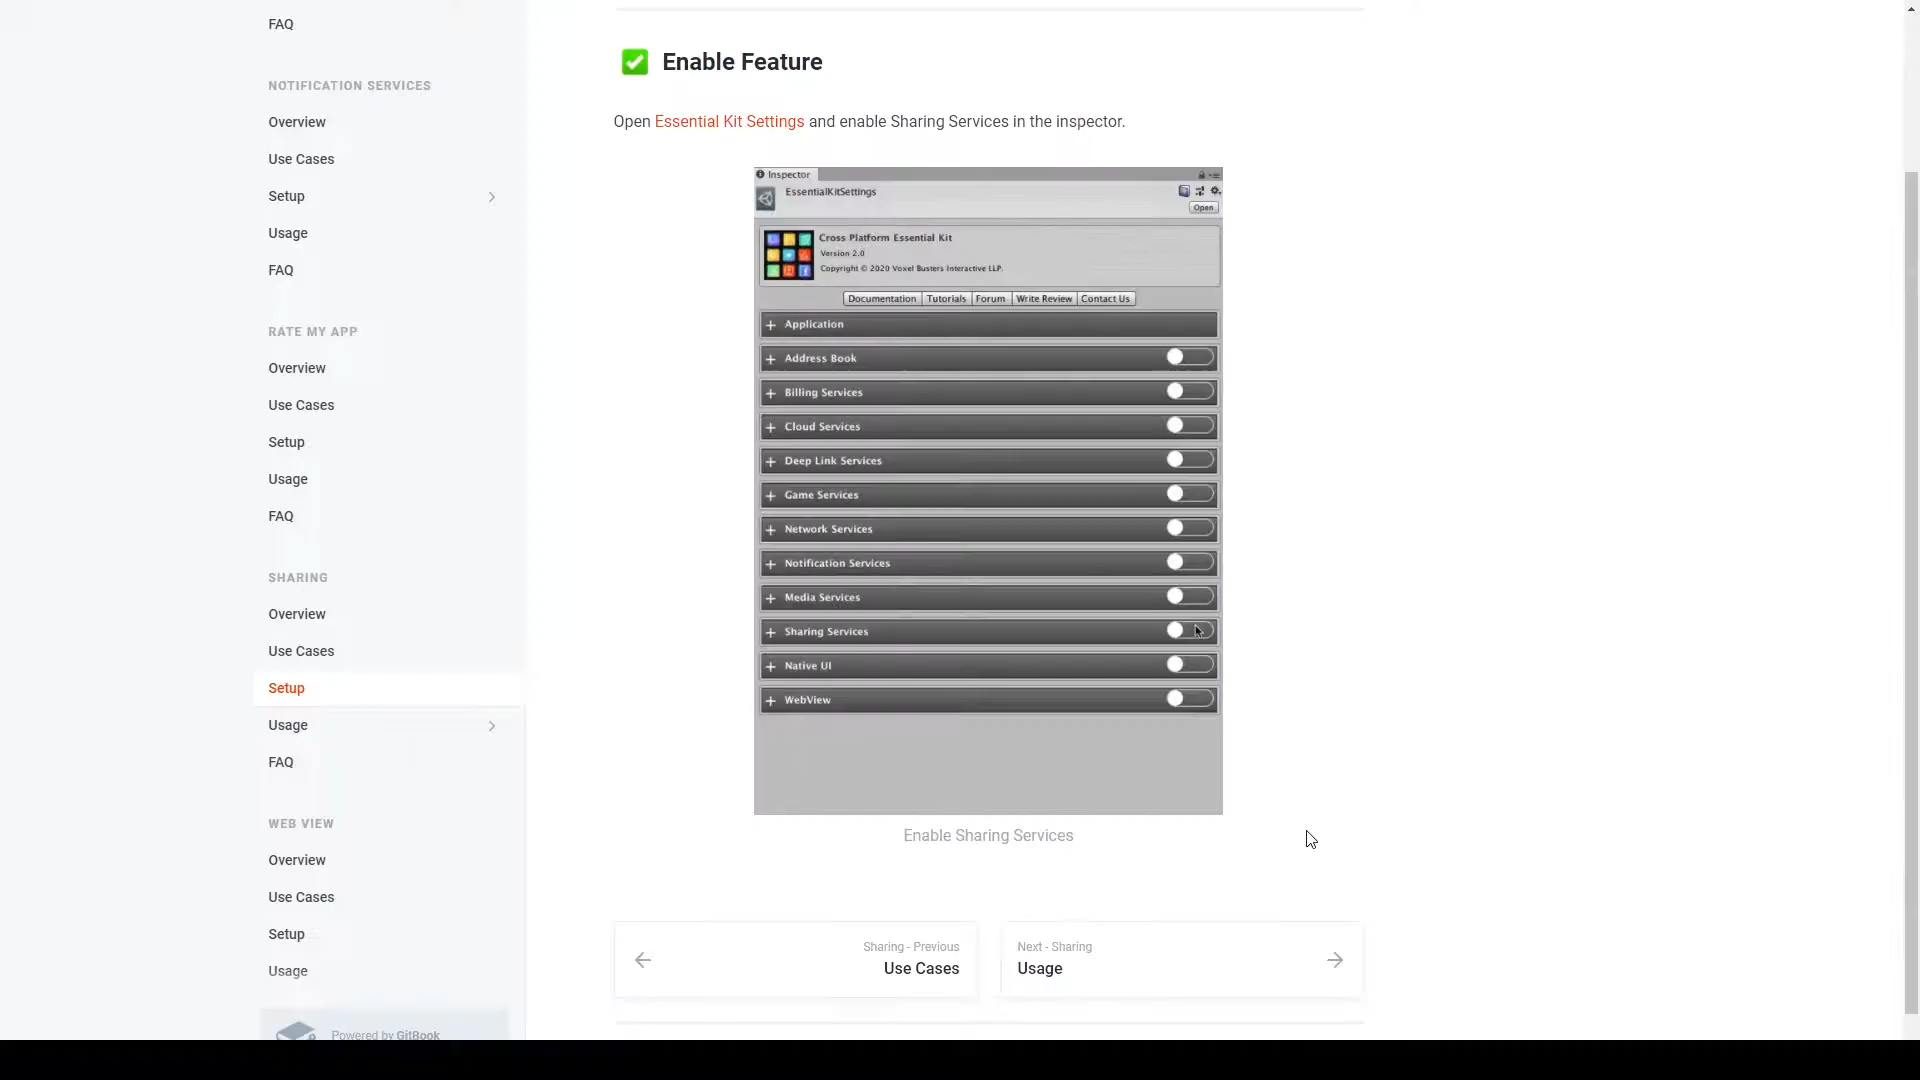 FAQ
NOTIFICATION SERVICES
Overview
Use Cases
Setup
Usage
FAQ
RATE MY APP
Overview
Use Cases
Setup
Usage
FAQ
SHARING
Overview
Use Cases
Setup
Usage
FAQ
WEB VIEW
Overview
Use Cases
Setup
Usage
Powered by GitBook
Enable Feature
Open Essential Kit Settings and enable Sharing Services in the inspector.
Inspector
EssentialKitSettings
Open
Cross Platform Essential Kit
Version 2.0
Copyright © 2020 Voxel Busters Interactive LLP.
Documentation Tutorials Forum Write Review Contact Us
Application
Address Book
Billing Services
Cloud Services
Deep Link Services
Game Services
Network Services
Notification Services
Media Services
Sharing Services
Native UI
WebView
Enable Sharing Services
Sharing - Previous
Use Cases
Next - Sharing
Usage